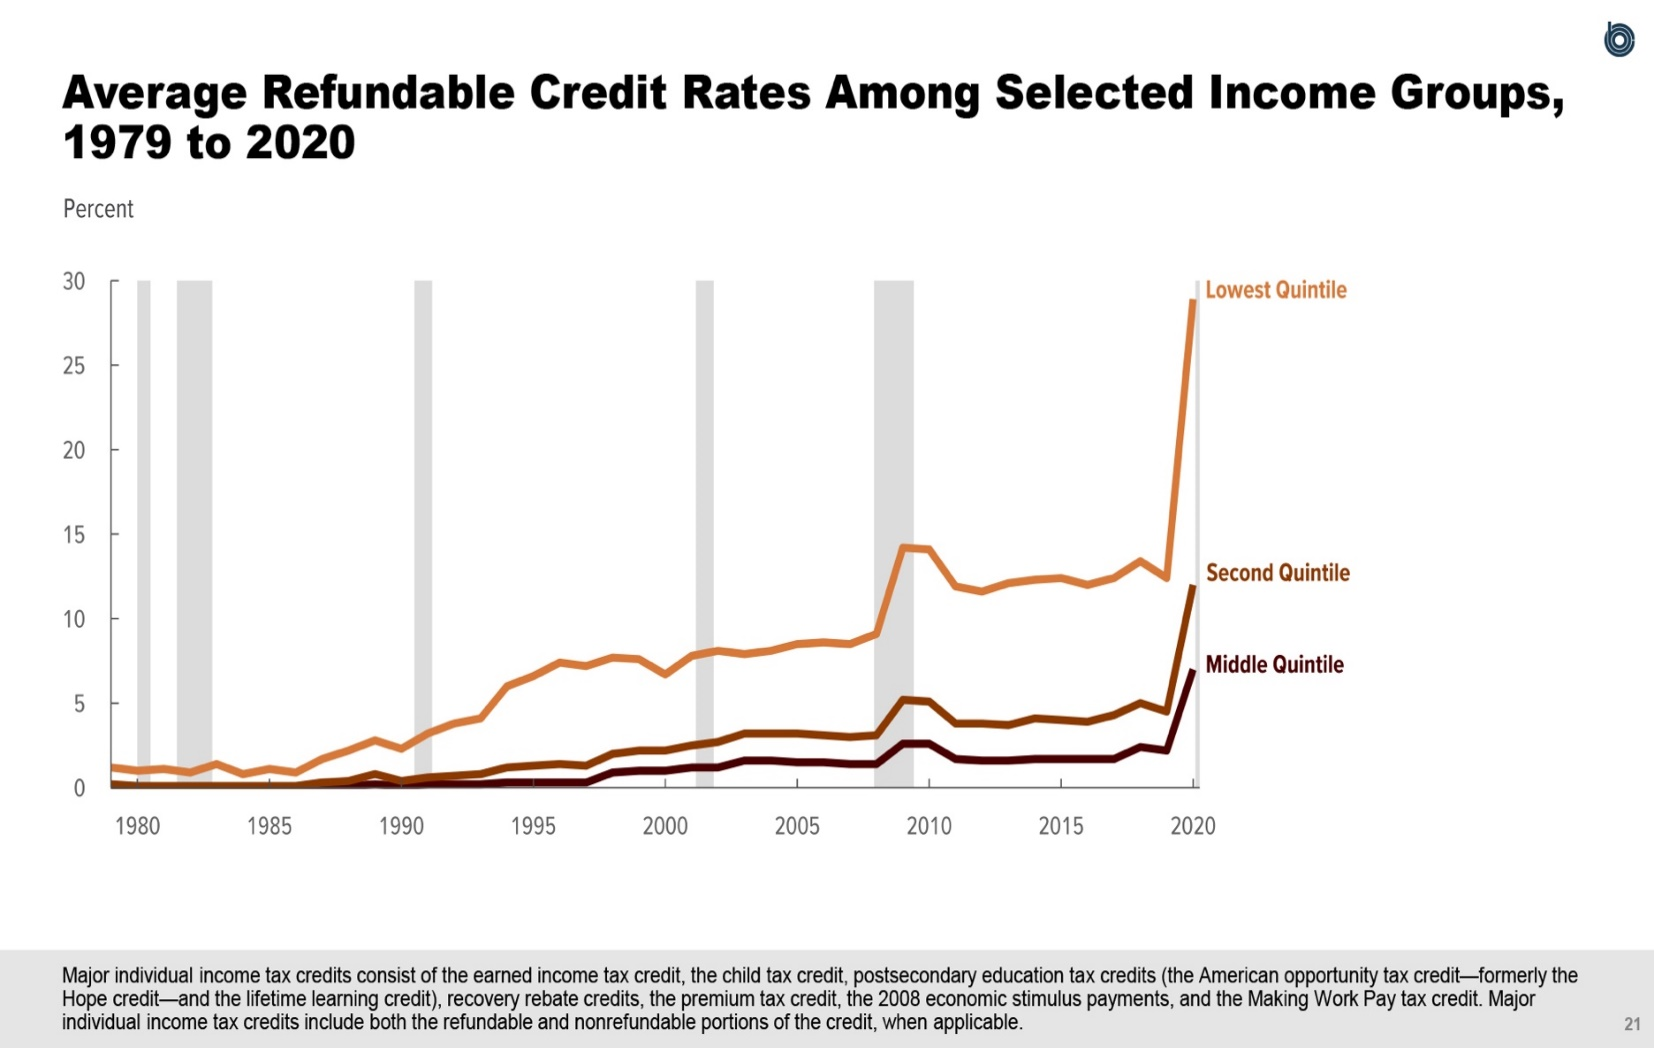 Average Refundable Credit Rates Among Selected Income Groups,
1979 to 2020
Percent
30
25
20
15
10
5
0
Lowest Quintile
Second Quintile
Middle Quintile
1980 1985 1990 1995 2000 2005 2010 2015 2020
Major individual income tax credits consist of the earned income tax credit, the child tax credit, postsecondary education tax credits (the American opportunity tax credit—formerly the
Hope credit—and the lifetime learning credit), recovery rebate credits, the premium tax credit, the 2008 economic stimulus payments, and the Making Work Pay tax credit. Major
individual income tax credits include both the refundable and nonrefundable portions of the credit, when applicable.
21